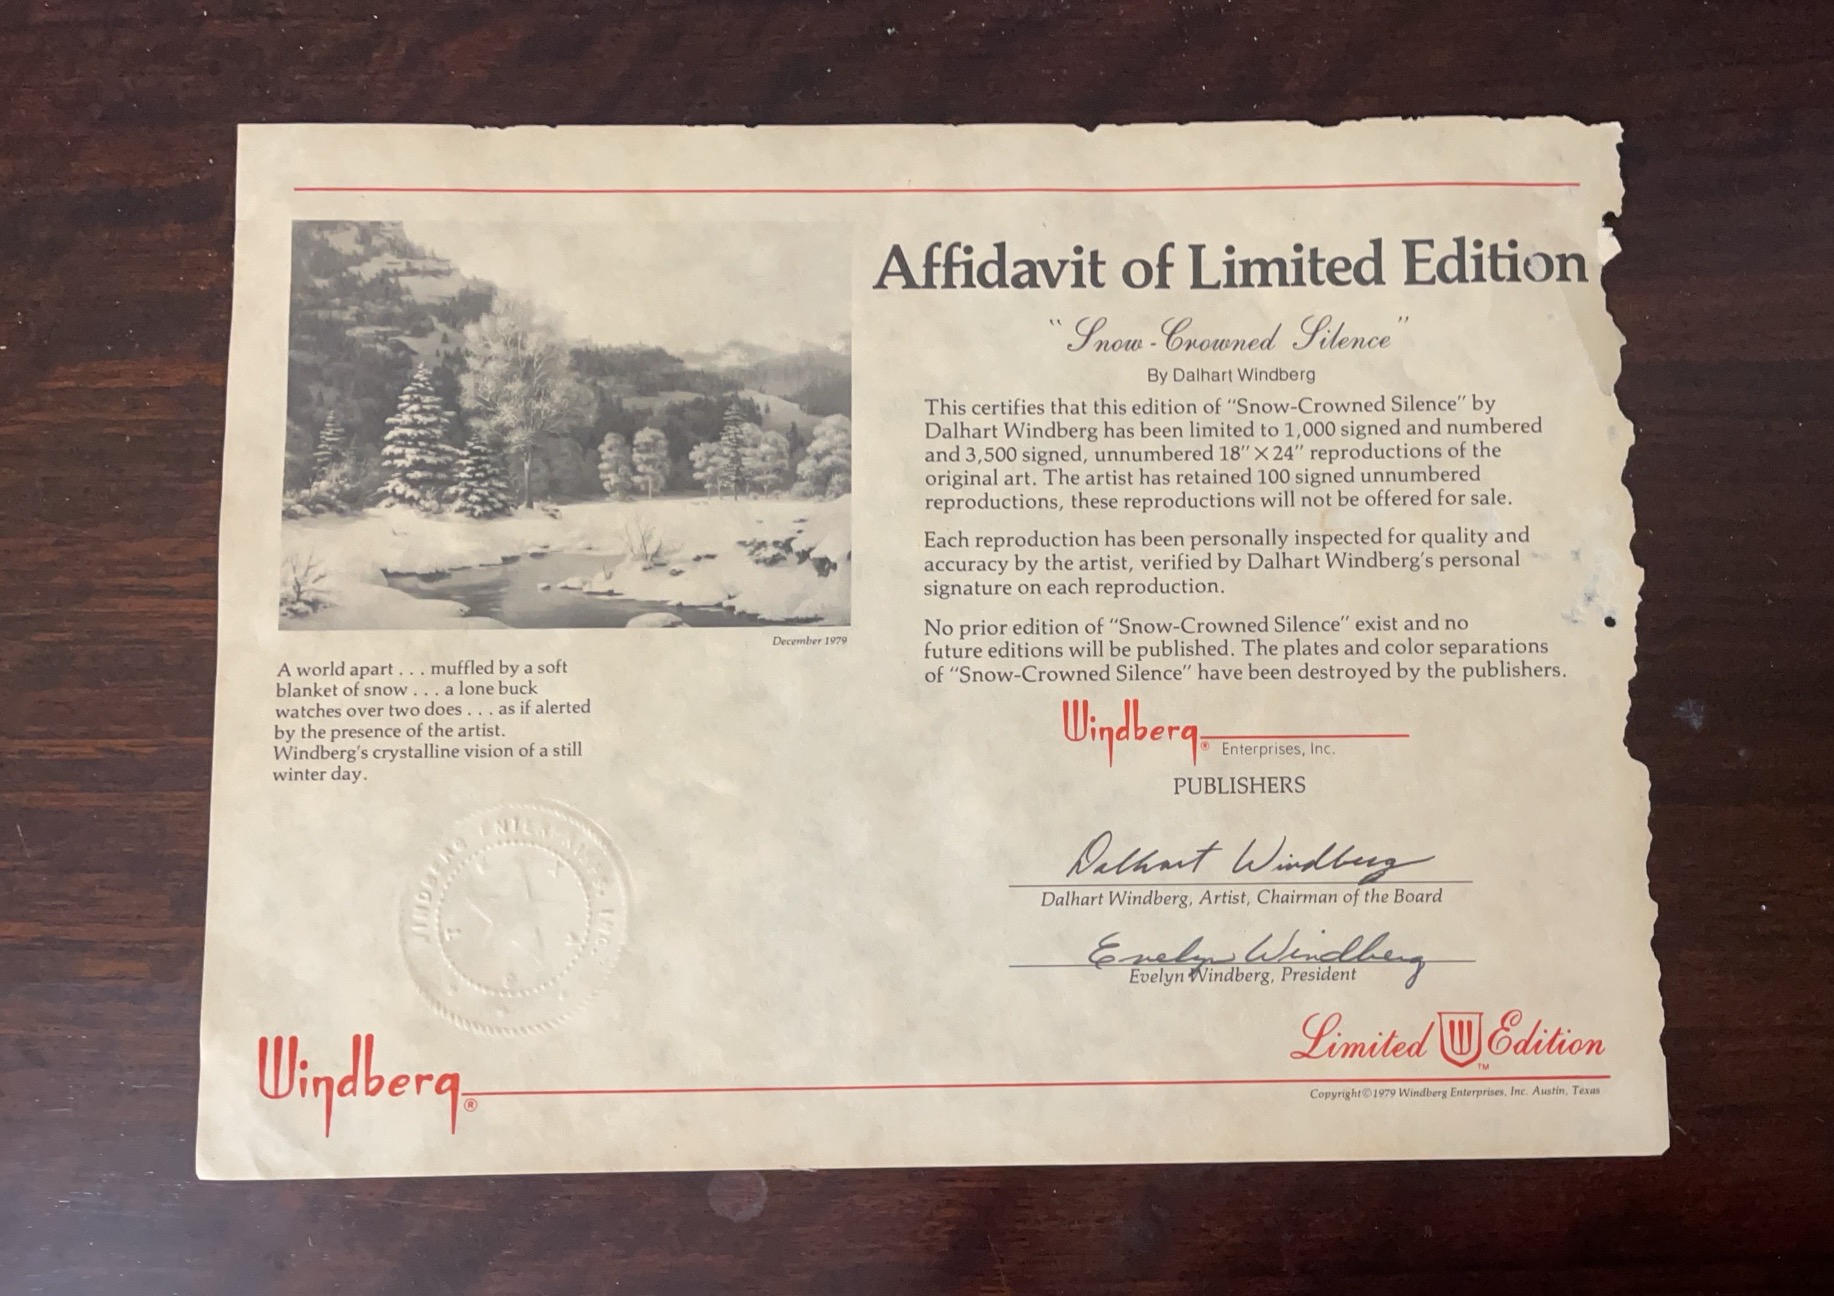 Affidavit of Limited Edition
"Snow-Crowned Silence"
By Dalhart Windberg
This certifies that this edition of "Snow-Crowned Silence" by
Dalhart Windberg has been limited to 1,000 signed and numbered
and 3,500 signed, unnumbered 18" × 24" reproductions of the
original art. The artist has retained 100 signed unnumbered
reproductions, these reproductions will not be offered for sale.
Each reproduction has been personally inspected for quality and
accuracy by the artist, verified by Dalhart Windberg's personal
signature on each reproduction.
No prior edition of "Snow-Crowned Silence" exist and no
future editions will be published. The plates and color separations
of "Snow-Crowned Silence" have been destroyed by the publishers.
December 1979
A world apart . . . muffled by a soft
blanket of snow . . . a lone buck
watches over two does . . . as if alerted
by the presence of the artist.
Windberg's crystalline vision of a still
winter day.
Windberg®
Enterprises, Inc.
PUBLISHERS
Dalhart Windberg
Dalhart Windberg, Artist, Chairman of the Board
Evelyn Windberg
Evelyn Windberg, President
Windberg®
Limited W Edition
TM
Copyright©1979 Windberg Enterprises, Inc. Austin, Texas